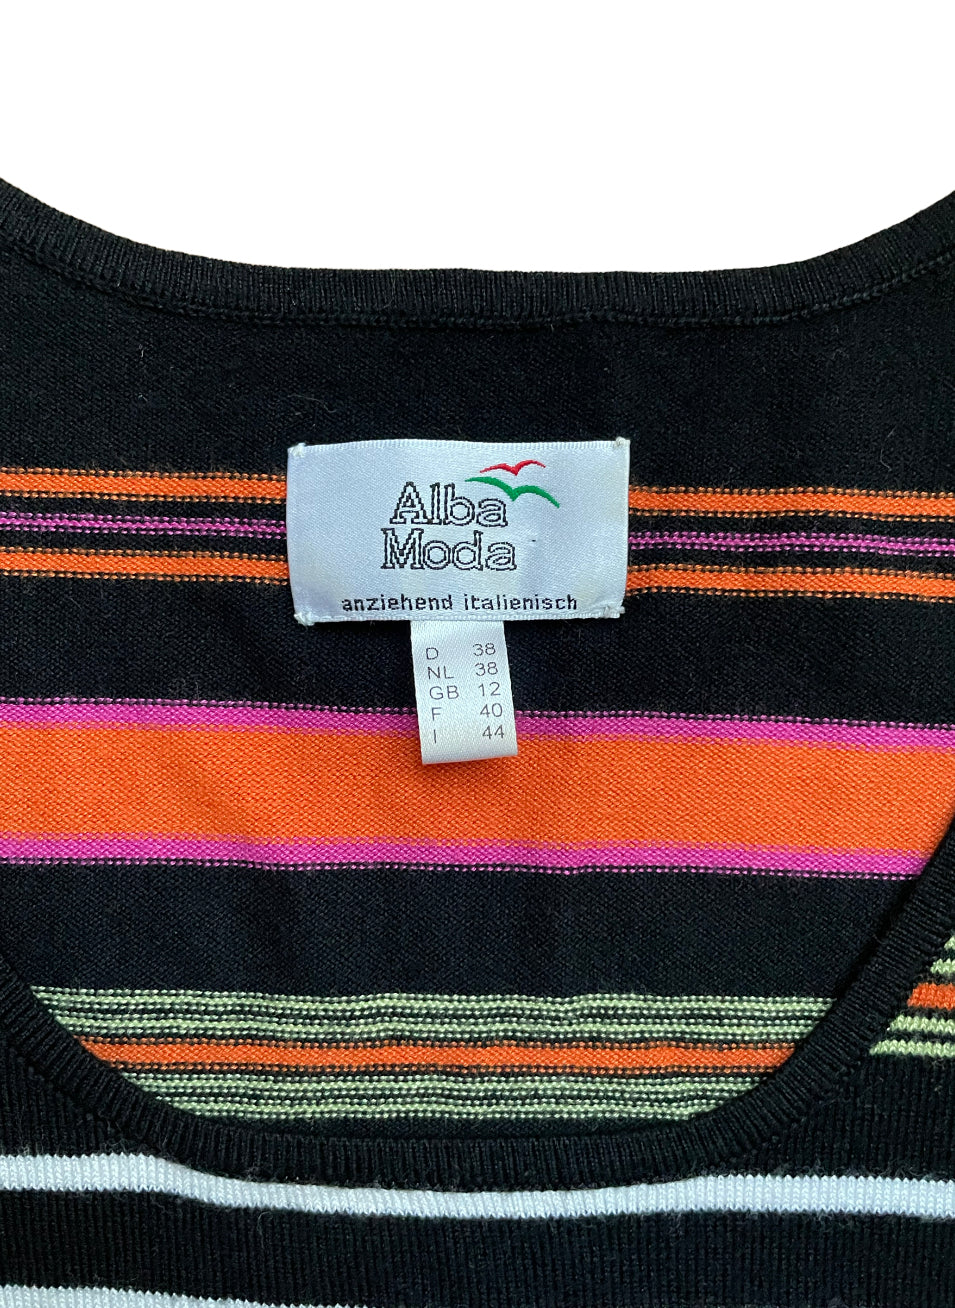 Alba
Moda
anziehend italienisch
D 38
NL 38
GB 12
F 40
I 44